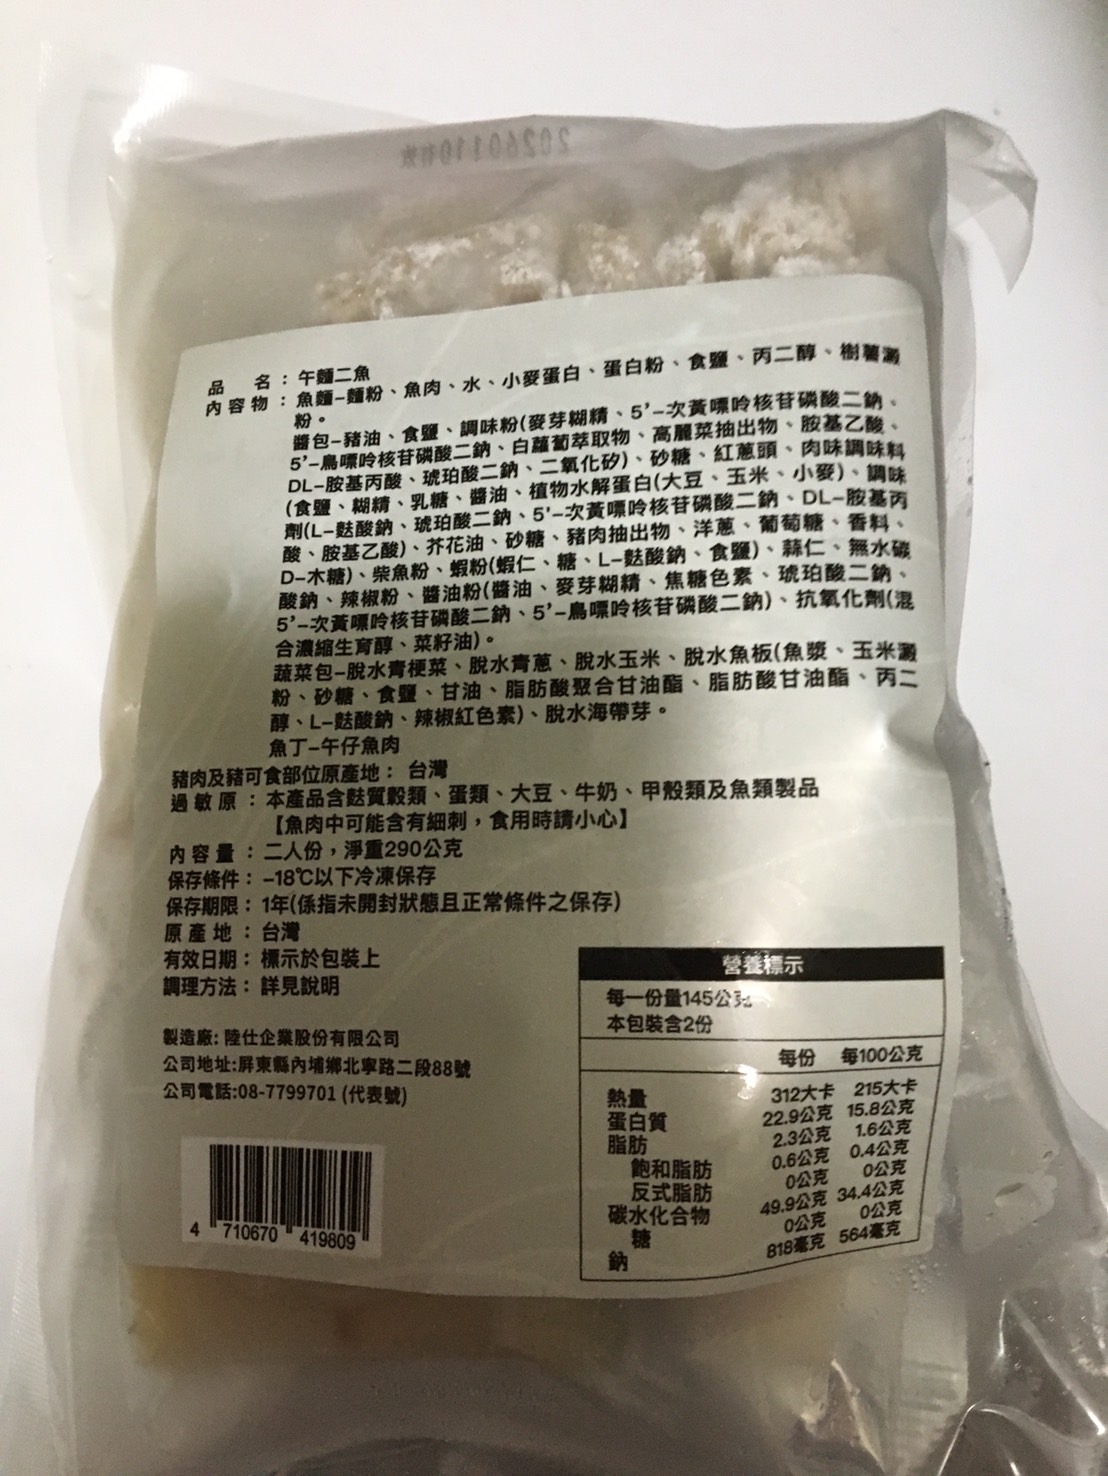 20260110有效
品　名：午麵二魚
內容物：魚麵-麵粉、魚肉、水、小麥蛋白、蛋白粉、食鹽、丙二醇、樹薯澱
粉。
醬包-豬油、食鹽、調味粉(麥芽糊精、5'-次黃嘌呤核苷磷酸二鈉、
5'-鳥嘌呤核苷磷酸二鈉、白蘿蔔萃取物、高麗菜抽出物、胺基乙酸、
DL-胺基丙酸、琥珀酸二鈉、二氧化矽)、砂糖、紅蔥頭、肉味調味料
(食鹽、糊精、乳糖、醬油、植物水解蛋白(大豆、玉米、小麥)、調味
劑(L-麩酸鈉、琥珀酸二鈉、5'-次黃嘌呤核苷磷酸二鈉、DL-胺基丙
酸、胺基乙酸)、芥花油、砂糖、豬肉抽出物、洋蔥、葡萄糖、香料、
D-木糖)、柴魚粉、蝦粉(蝦仁、糖、L-麩酸鈉、食鹽)、蒜仁、無水碳
酸鈉、辣椒粉、醬油粉(醬油、麥芽糊精、焦糖色素、琥珀酸二鈉、
5'-次黃嘌呤核苷磷酸二鈉、5'-鳥嘌呤核苷磷酸二鈉)、抗氧化劑(混
合濃縮生育醇、菜籽油)。
蔬菜包-脫水青梗菜、脫水青蔥、脫水玉米、脫水魚板(魚漿、玉米澱
粉、砂糖、食鹽、甘油、脂肪酸聚合甘油酯、脂肪酸甘油酯、丙二
醇、L-麩酸鈉、辣椒紅色素)、脫水海帶芽。
魚丁-午仔魚肉
豬肉及豬可食部位原產地：台灣
過敏原：本產品含麩質穀類、蛋類、大豆、牛奶、甲殼類及魚類製品
【魚肉中可能含有細刺，食用時請小心】
內容量：二人份，淨重290公克
保存條件：-18℃以下冷凍保存
保存期限：1年(係指未開封狀態且正常條件之保存)
原產地：台灣
有效日期：標示於包裝上
調理方法：詳見說明
製造廠:陸仕企業股份有限公司
公司地址:屏東縣內埔鄉北寧路二段88號
公司電話:08-7799701(代表號)
4 710670 419809
營養標示
每一份量145公克
本包裝含2份
每份　每100公克
熱量　312大卡　215大卡
蛋白質　22.9公克　15.8公克
脂肪　2.3公克　1.6公克
飽和脂肪　0.6公克　0.4公克
反式脂肪　0公克　0公克
碳水化合物　49.9公克　34.4公克
糖　0公克　0公克
鈉　818毫克　564毫克